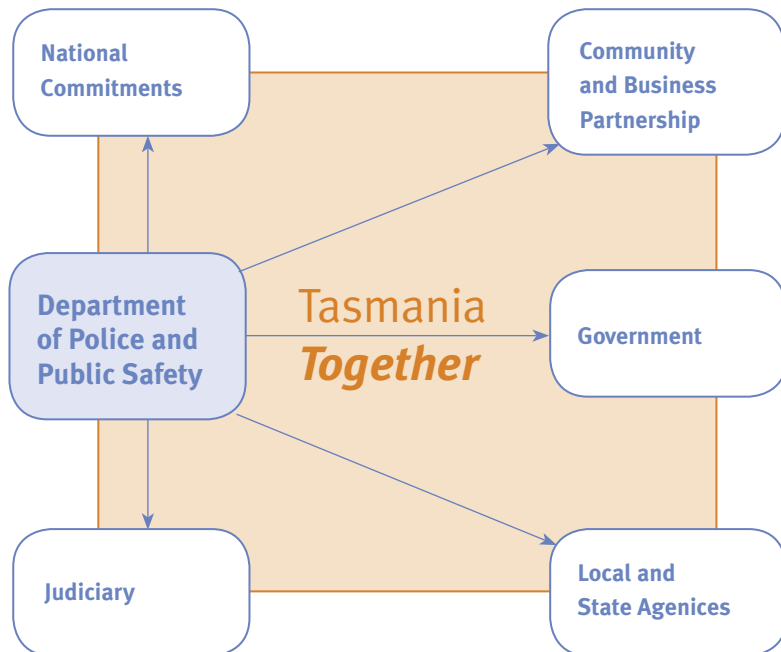 National
Commitments
Community
and Business
Partnership
Department
of Police and
Public Safety
Tasmania
Together
Government
Judiciary
Local and
State Agenices